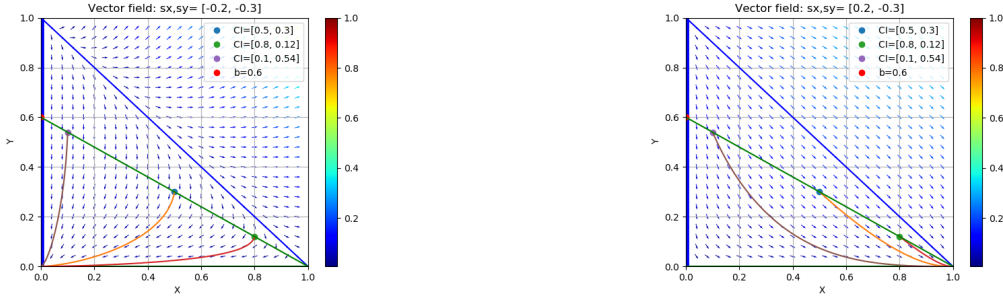 Vector field: sx,sy= [-0.2, -0.3]
1.0
0.8
0.6
0.4
0.2
0.0
Y
0.0 0.2 0.4 0.6 0.8 1.0
X
CI=[0.5, 0.3]
CI=[0.8, 0.12]
CI=[0.1, 0.54]
b=0.6
1.0
0.8
0.6
0.4
0.2
Vector field: sx,sy= [0.2, -0.3]
1.0
0.8
0.6
0.4
0.2
0.0
Y
0.0 0.2 0.4 0.6 0.8 1.0
X
CI=[0.5, 0.3]
CI=[0.8, 0.12]
CI=[0.1, 0.54]
b=0.6
1.0
0.8
0.6
0.4
0.2